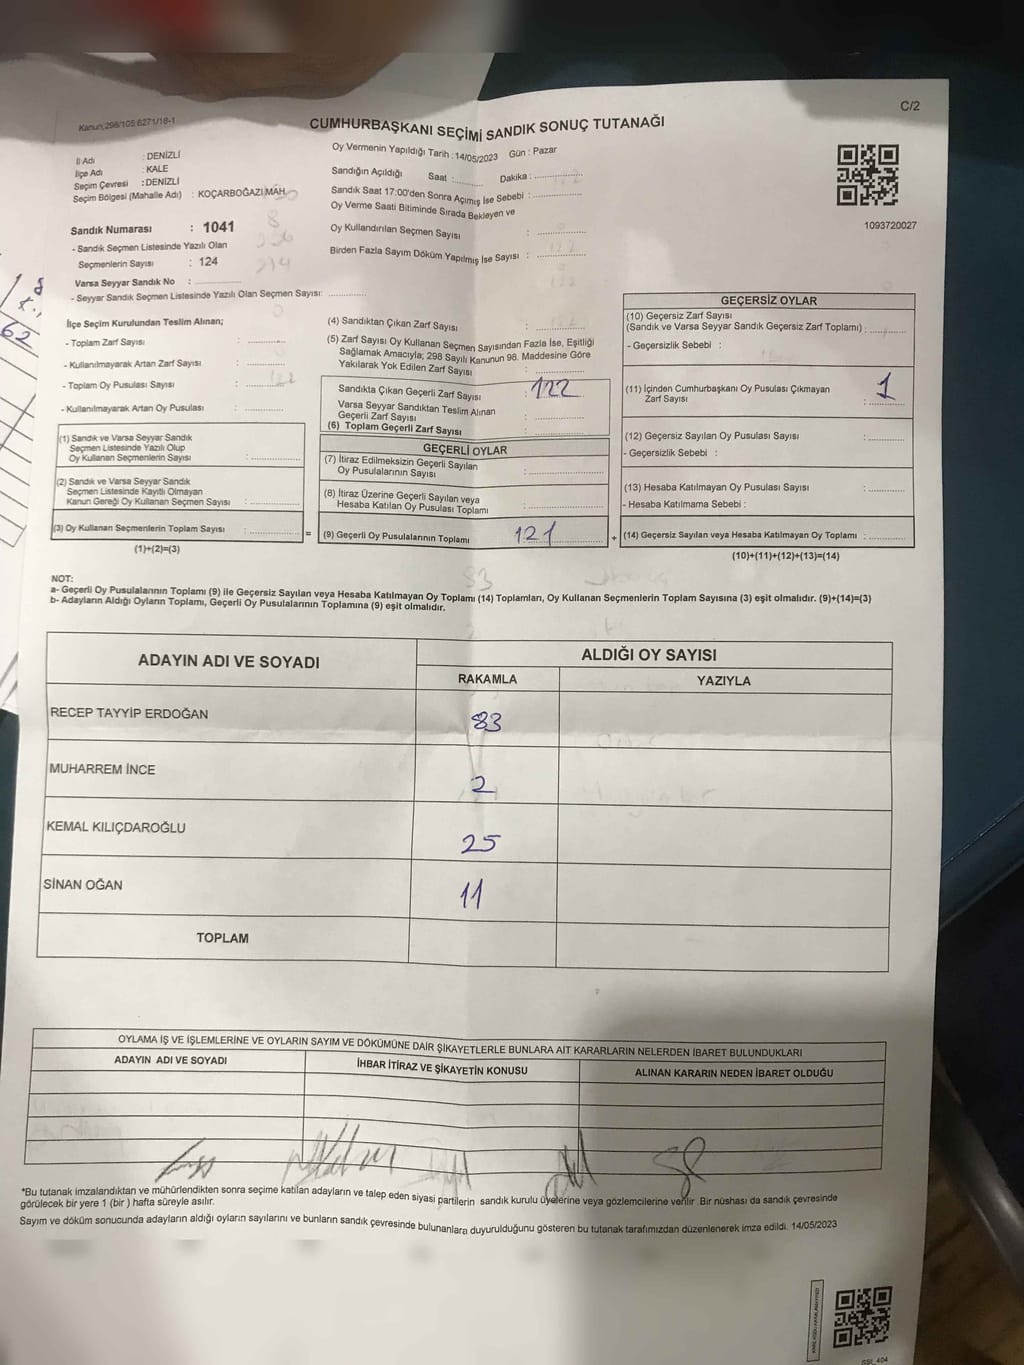 C/2
Kanun;298/105;6271/18-1
CUMHURBAŞKANI SEÇİMİ SANDIK SONUÇ TUTANAĞI
İl Adı : DENİZLİ
İlçe Adı : KALE
Seçim Çevresi : DENİZLİ
Seçim Bölgesi (Mahalle Adı) : KOÇARBOĞAZI MAH.
Sandık Numarası : 1041
- Sandık Seçmen Listesinde Yazılı Olan
Seçmenlerin Sayısı : 124
Varsa Seyyar Sandık No :
- Seyyar Sandık Seçmen Listesinde Yazılı Olan Seçmen Sayısı:
Oy Vermenin Yapıldığı Tarih : 14/05/2023 Gün : Pazar
Sandığın Açıldığı Saat : Dakika :
Sandık Saat 17:00'den Sonra Açımış İse Sebebi :
Oy Verme Saati Bitiminde Sırada Bekleyen ve
Oy Kullandırılan Seçmen Sayısı :
Birden Fazla Sayım Döküm Yapılmış İse Sayısı :
1093720027
İlçe Seçim Kurulundan Teslim Alınan;
- Toplam Zarf Sayısı :
- Kullanılmayarak Artan Zarf Sayısı :
- Toplam Oy Pusulası Sayısı :
- Kullanılmayarak Artan Oy Pusulası :
(1) Sandık ve Varsa Seyyar Sandık
Seçmen Listesinde Yazılı Olup
Oy Kullanan Seçmenlerin Sayısı :
(2) Sandık ve Varsa Seyyar Sandık
Seçmen Listesinde Kayıtlı Olmayan
Kanun Gereği Oy Kullanan Seçmen Sayısı :
(3) Oy Kullanan Seçmenlerin Toplam Sayısı : =
(1)+(2)=(3)
(4) Sandıktan Çıkan Zarf Sayısı :
(5) Zarf Sayısı Oy Kullanan Seçmen Sayısından Fazla İse, Eşitliği
Sağlamak Amacıyla; 298 Sayılı Kanunun 98. Maddesine Göre
Yakılarak Yok Edilen Zarf Sayısı :
Sandıkta Çıkan Geçerli Zarf Sayısı : 122
Varsa Seyyar Sandıktan Teslim Alınan
Geçerli Zarf Sayısı :
(6) Toplam Geçerli Zarf Sayısı :
GEÇERLİ OYLAR
(7) İtiraz Edilmeksizin Geçerli Sayılan
Oy Pusulalarının Sayısı :
(8) İtiraz Üzerine Geçerli Sayılan veya
Hesaba Katılan Oy Pusulası Toplamı :
(9) Geçerli Oy Pusulalarının Toplamı 121 +
GEÇERSİZ OYLAR
(10) Geçersiz Zarf Sayısı
(Sandık ve Varsa Seyyar Sandık Geçersiz Zarf Toplamı) :
- Geçersizlik Sebebi :
(11) İçinden Cumhurbaşkanı Oy Pusulası Çıkmayan 1
Zarf Sayısı :
(12) Geçersiz Sayılan Oy Pusulası Sayısı :
- Geçersizlik Sebebi :
(13) Hesaba Katılmayan Oy Pusulası Sayısı :
- Hesaba Katılmama Sebebi :
(14) Geçersiz Sayılan veya Hesaba Katılmayan Oy Toplamı :
(10)+(11)+(12)+(13)=(14)
NOT:
a- Geçerli Oy Pusulalarının Toplamı (9) ile Geçersiz Sayılan veya Hesaba Katılmayan Oy Toplamı (14) Toplamları, Oy Kullanan Seçmenlerin Toplam Sayısına (3) eşit olmalıdır. (9)+(14)=(3)
b- Adayların Aldığı Oyların Toplamı, Geçerli Oy Pusulalarının Toplamına (9) eşit olmalıdır.
ADAYIN ADI VE SOYADI
ALDIĞI OY SAYISI
RAKAMLA YAZIYLA
RECEP TAYYİP ERDOĞAN 83
MUHARREM İNCE 2
KEMAL KILIÇDAROĞLU 25
SİNAN OĞAN 11
TOPLAM
OYLAMA İŞ VE İŞLEMLERİNE VE OYLARIN SAYIM VE DÖKÜMÜNE DAİR ŞİKAYETLERLE BUNLARA AİT KARARLARIN NELERDEN İBARET BULUNDUKLARI
ADAYIN ADI VE SOYADI İHBAR İTİRAZ VE ŞİKAYETİN KONUSU ALINAN KARARIN NEDEN İBARET OLDUĞU
*Bu tutanak imzalandıktan ve mühürlendikten sonra seçime katılan adayların ve talep eden siyasi partilerin sandık kurulu üyelerine veya gözlemcilerine verilir .Bir nüshası da sandık çevresinde
görülecek bir yere 1 (bir ) hafta süreyle asılır.
Sayım ve döküm sonucunda adayların aldığı oyların sayılarını ve bunların sandık çevresinde bulunanlara duyurulduğunu gösteren bu tutanak tarafımızdan düzenlenerek imza edildi. 14/05/2023
62